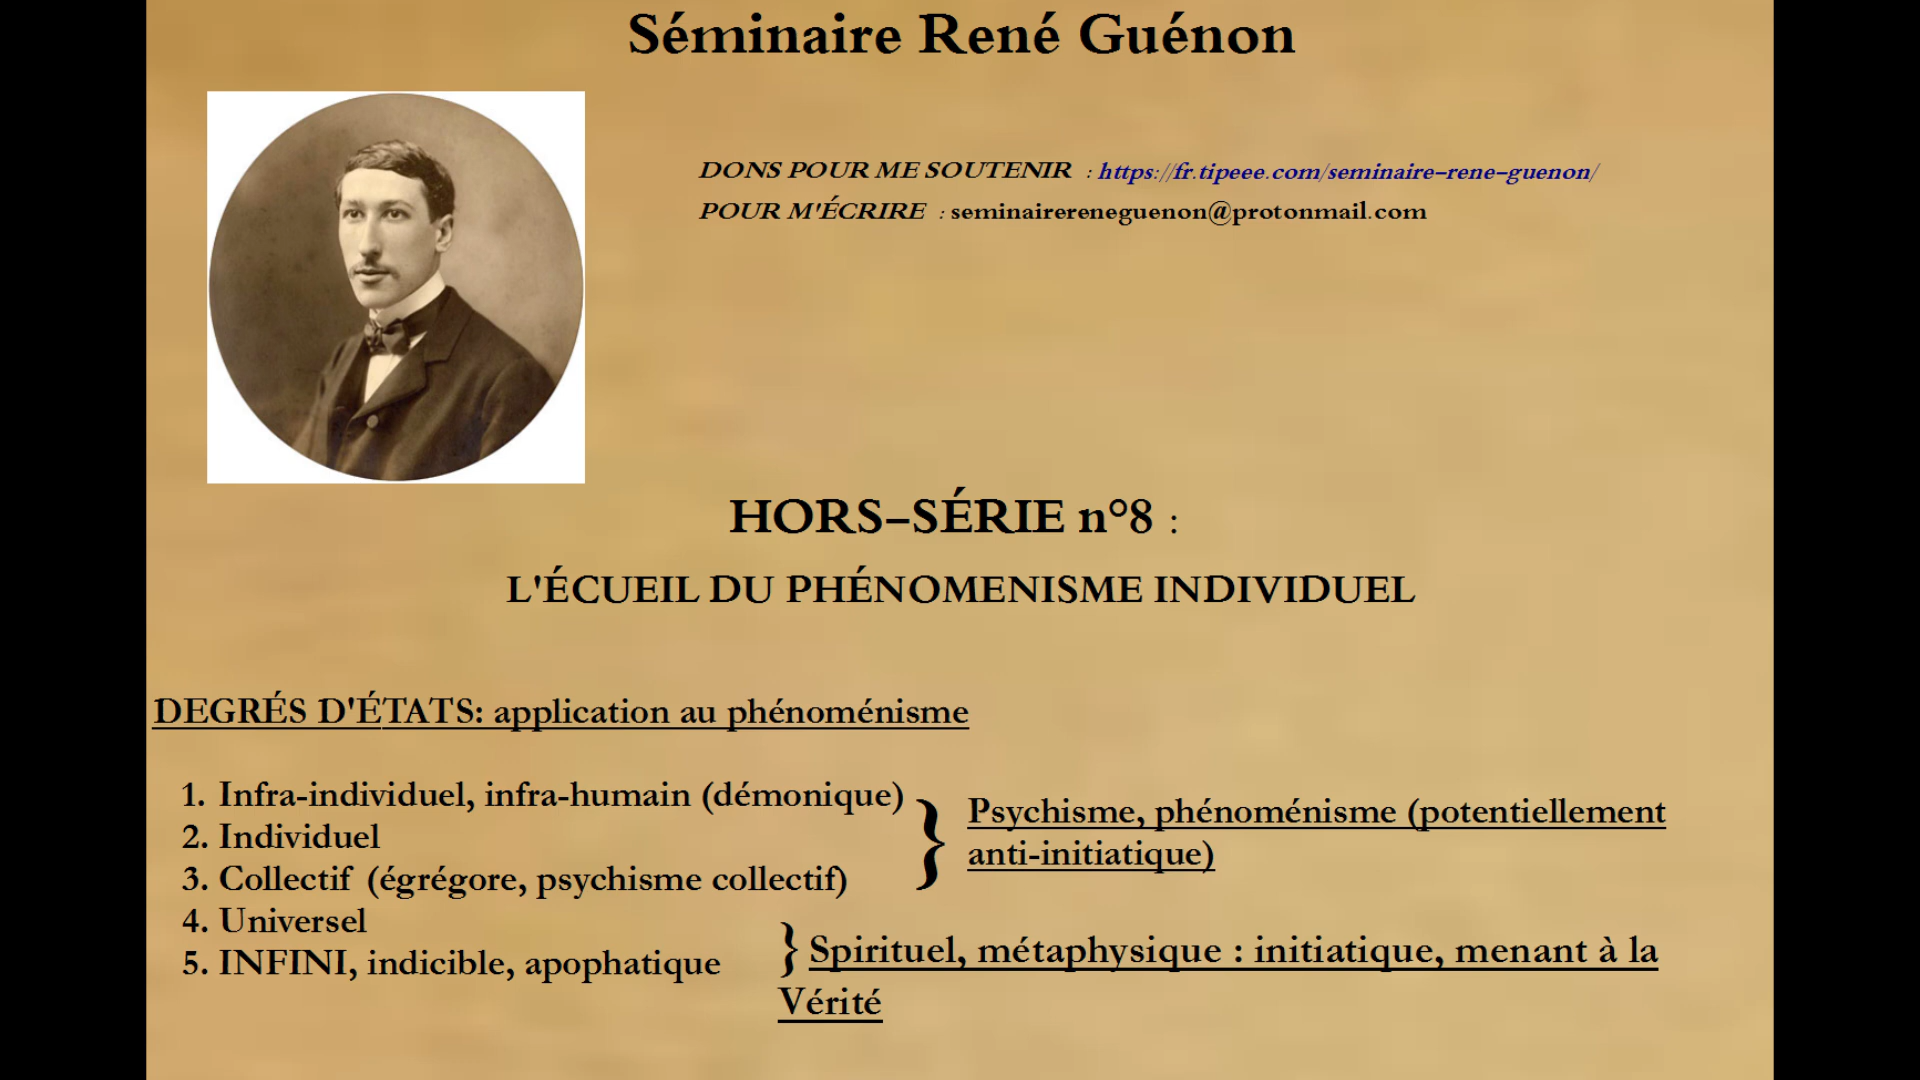 Séminaire René Guénon
DONS POUR ME SOUTENIR : https://fr.tipeee.com/seminaire-rene-guenon/
POUR M'ÉCRIRE : seminairereneguenon@protonmail.com
HORS-SÉRIE n°8 :
L'ÉCUEIL DU PHÉNOMENISME INDIVIDUEL
DEGRÉS D'ÉTATS: application au phénoménisme
1. Infra-individuel, infra-humain (démonique)
2. Individuel
3. Collectif (égrégore, psychisme collectif)
} Psychisme, phénoménisme (potentiellement
anti-initiatique)
4. Universel
5. INFINI, indicible, apophatique
} Spirituel, métaphysique : initiatique, menant à la
Vérité